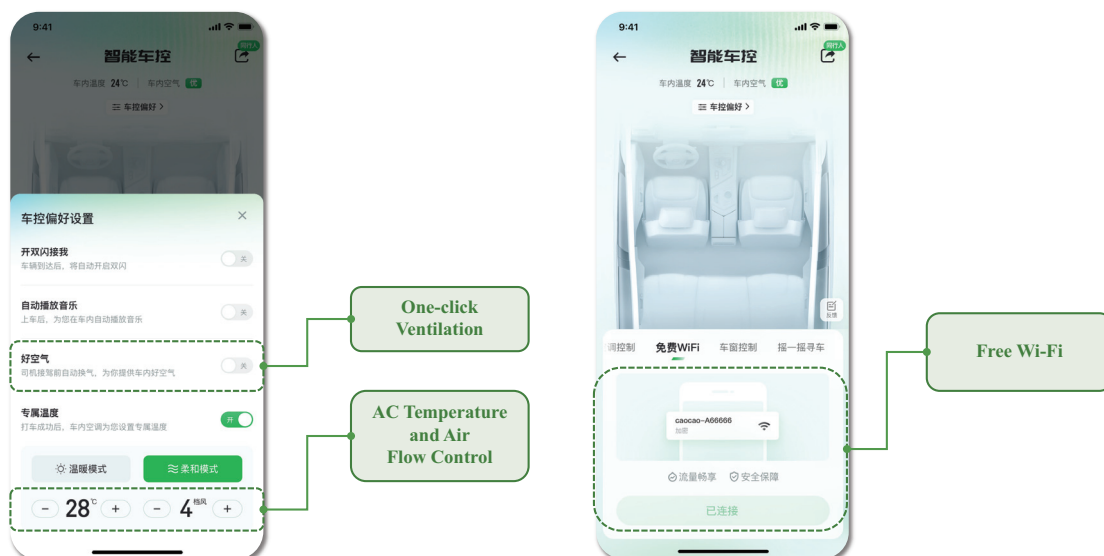 9:41
智能车控
同行人
车内温度 24℃ 车内空气 优
车控偏好
车控偏好设置
开双闪接我
车辆到达后，将自动开启双闪
关
自动播放音乐
上车后，为您在车内自动播放音乐
关
好空气
司机接驾前自动换气，为你提供车内好空气
关
专属温度
打车成功后，车内空调为您设置专属温度
开
温暖模式 柔和模式
- 28℃ + - 4档风 +
One-click
Ventilation
AC Temperature
and Air
Flow Control
9:41
智能车控
同行人
车内温度 24℃ 车内空气 优
车控偏好
反馈
调控制 免费WiFi 车窗控制 摇一摇寻车
caocao-A66666
加密
流量畅享 安全保障
已连接
Free Wi-Fi